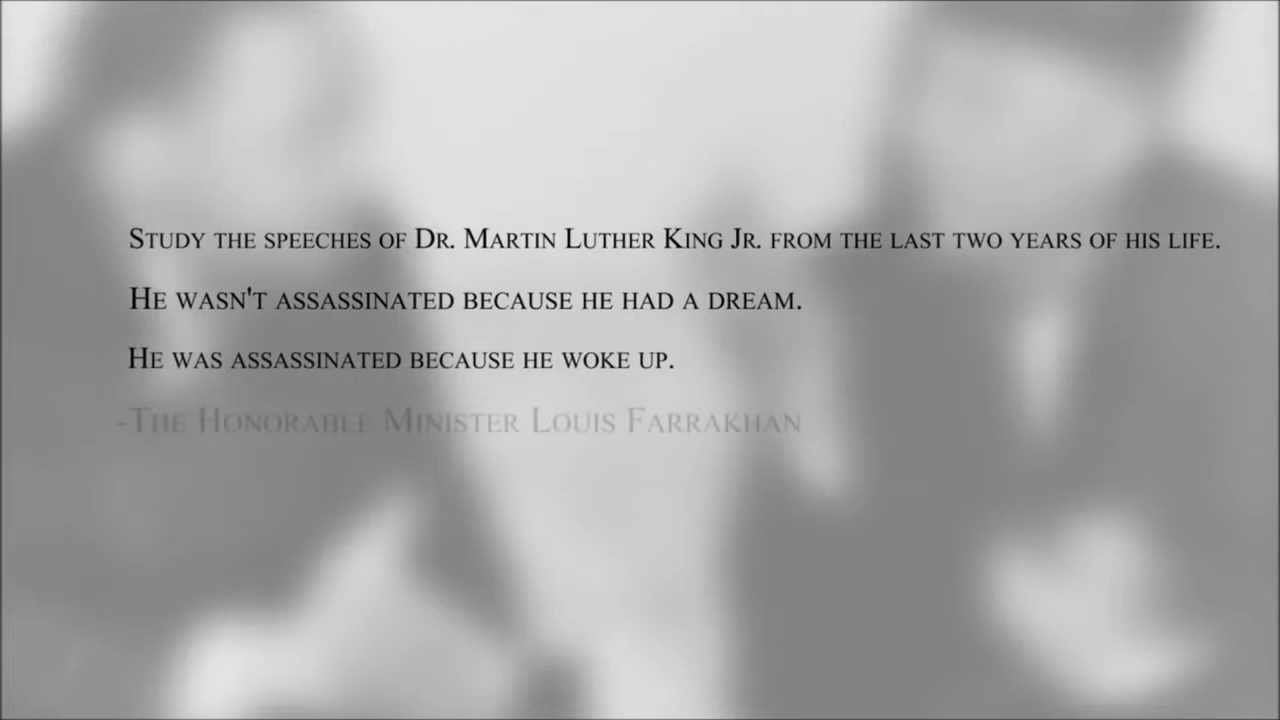 Study the speeches of Dr. Martin Luther King Jr. from the last two years of his life.
He wasn't assassinated because he had a dream.
He was assassinated because he woke up.
-The Honorable Minister Louis Farrakhan